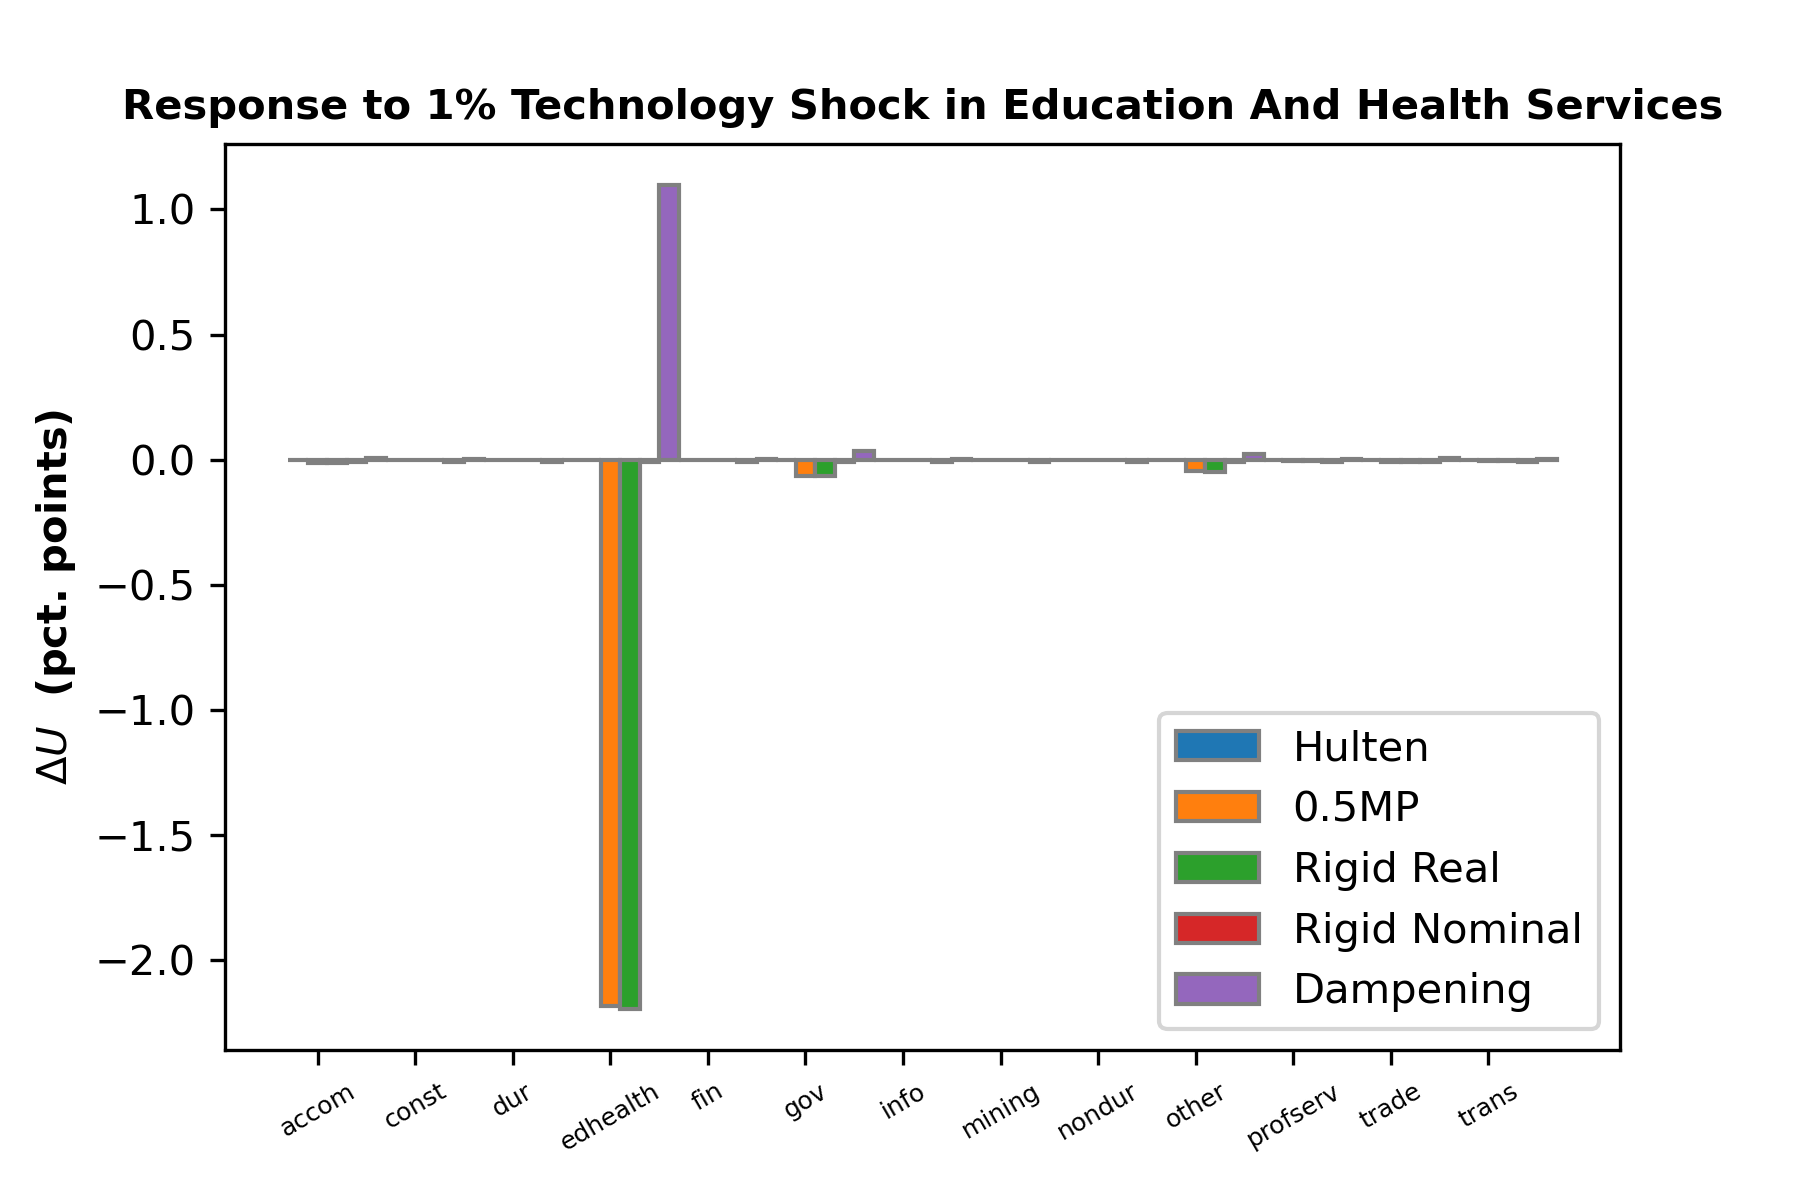 Response to 1% Technology Shock in Education And Health Services
ΔU (pct. points)
1.0
0.5
0.0
−0.5
−1.0
−1.5
−2.0
Hulten
0.5MP
Rigid Real
Rigid Nominal
Dampening
accom
const
dur
edhealth
fin
gov
info
mining
nondur
other
profserv
trade
trans